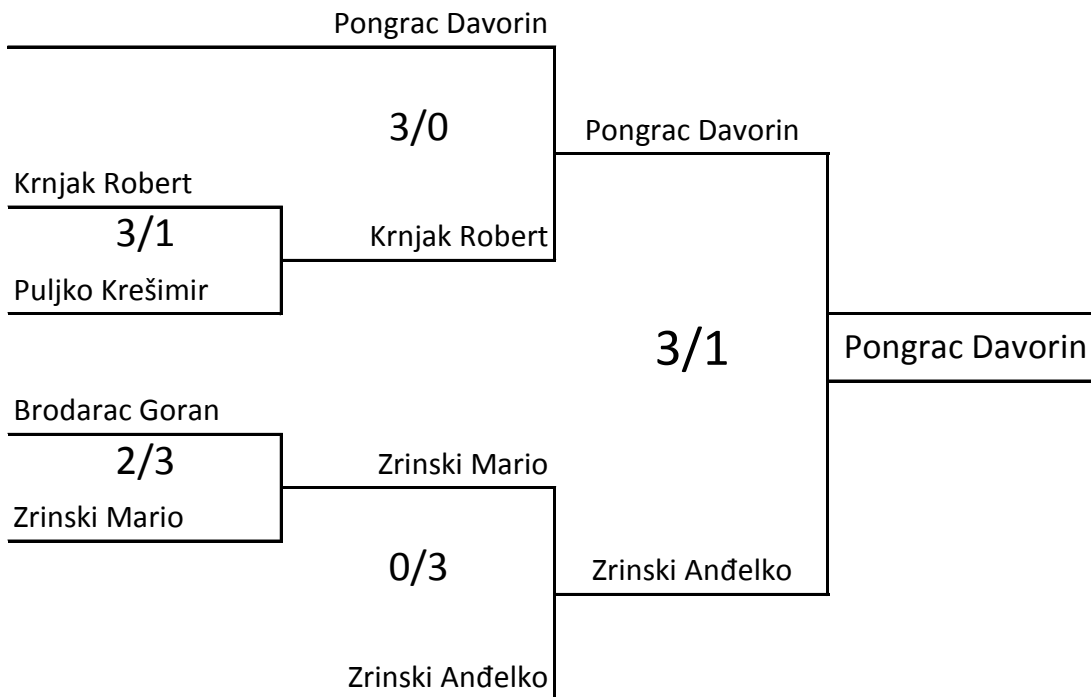 Pongrac Davorin
3/0
Pongrac Davorin
Krnjak Robert
3/1
Krnjak Robert
Puljko Krešimir
3/1
Pongrac Davorin
Brodarac Goran
2/3
Zrinski Mario
Zrinski Mario
0/3
Zrinski Anđelko
Zrinski Anđelko